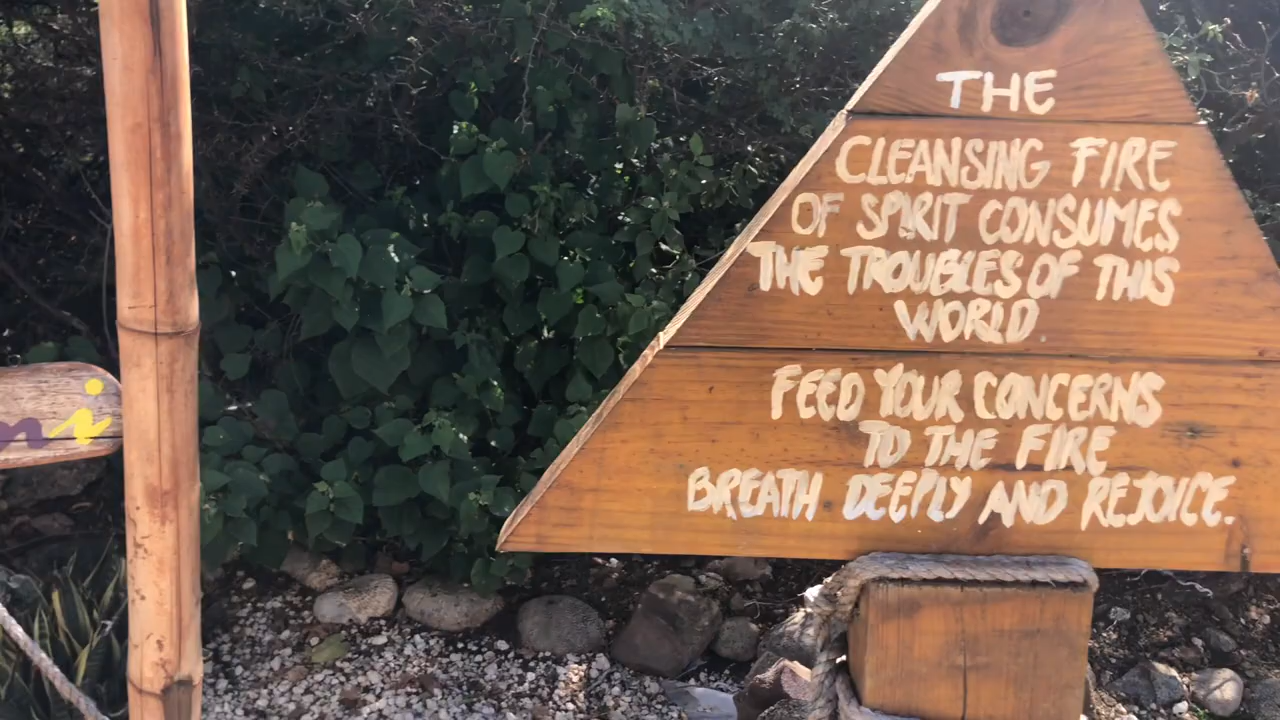 THE
CLEANSING FIRE
OF SPIRIT CONSUMES
THE TROUBLES OF THIS
WORLD.
FEED YOUR CONCERNS
TO THE FIRE
BREATH DEEPLY AND REJOICE.
ni